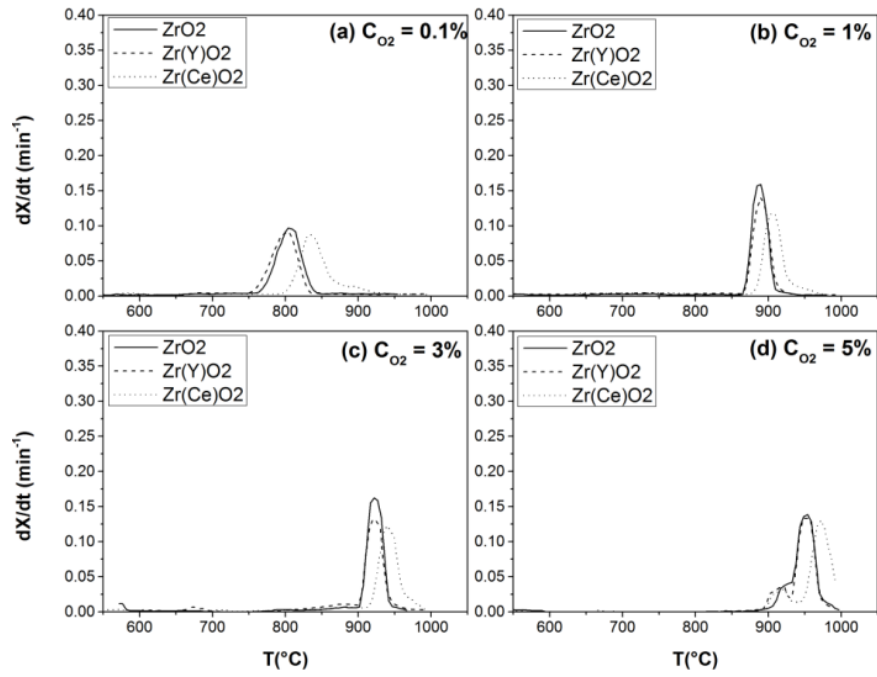 0.40
0.35
0.30
0.25
0.20
0.15
0.10
0.05
0.00
dX/dt (min⁻¹)
ZrO2
Zr(Y)O2
Zr(Ce)O2
(a) C_O2 = 0.1%
600 700 800 900 1000
ZrO2
Zr(Y)O2
Zr(Ce)O2
(b) C_O2 = 1%
0.40
0.35
0.30
0.25
0.20
0.15
0.10
0.05
0.00
600 700 800 900 1000
0.40
0.35
0.30
0.25
0.20
0.15
0.10
0.05
0.00
dX/dt (min⁻¹)
ZrO2
Zr(Y)O2
Zr(Ce)O2
(c) C_O2 = 3%
600 700 800 900 1000
T(°C)
ZrO2
Zr(Y)O2
Zr(Ce)O2
(d) C_O2 = 5%
0.40
0.35
0.30
0.25
0.20
0.15
0.10
0.05
0.00
600 700 800 900 1000
T(°C)